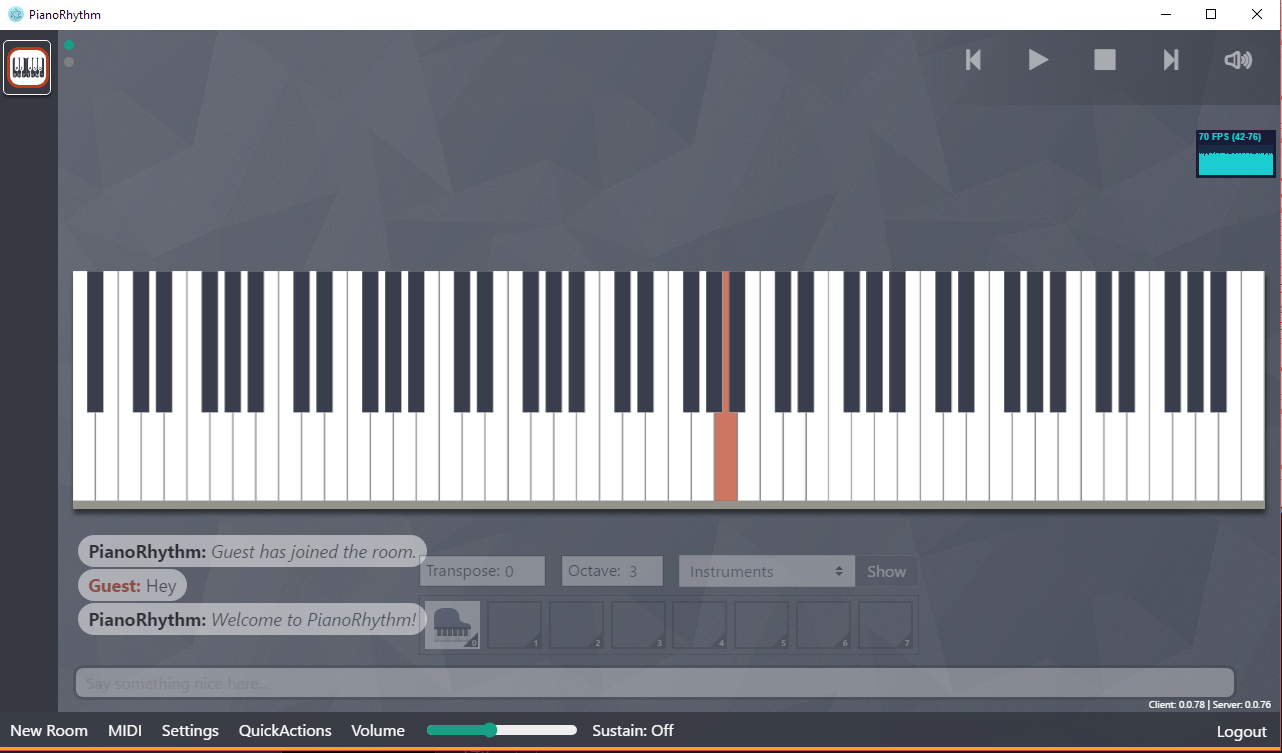 PianoRhythm
70 FPS (42-76)
PianoRhythm: Guest has joined the room.
Guest: Hey
PianoRhythm: Welcome to PianoRhythm!
Transpose: 0
Octave: 3
Instruments
Show
0 1 2 3 4 5 6 7
Say something nice here...
Client: 0.0.78 | Server: 0.0.76
New Room MIDI Settings QuickActions Volume Sustain: Off Logout